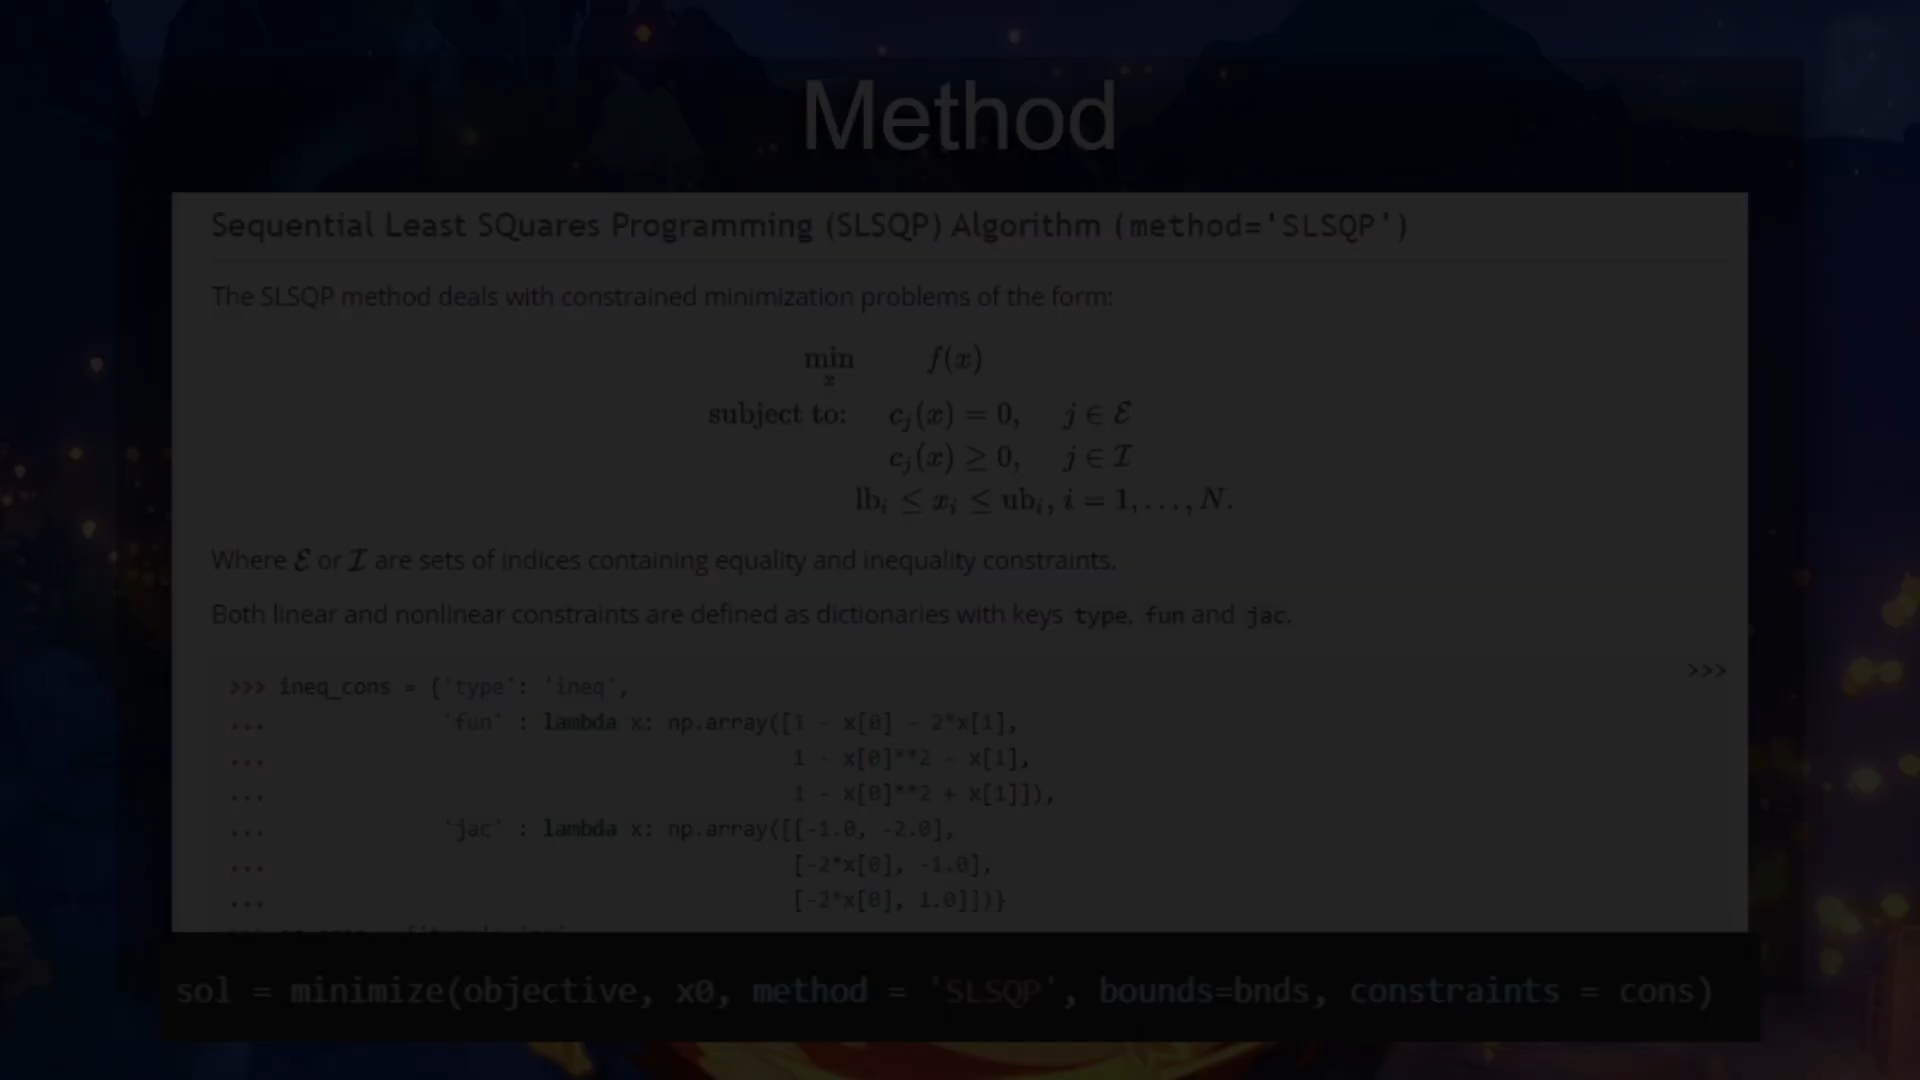 Method
Sequential Least SQuares Programming (SLSQP) Algorithm (method='SLSQP')
The SLSQP method deals with constrained minimization problems of the form:
min f(x)
x
subject to: cⱼ(x) = 0, j ∈ ℰ
cⱼ(x) ≥ 0, j ∈ ℐ
lbᵢ ≤ xᵢ ≤ ubᵢ, i = 1, . . . , N.
Where ℰ or ℐ are sets of indices containing equality and inequality constraints.
Both linear and nonlinear constraints are defined as dictionaries with keys type, fun and jac.
>>>
>>> ineq_cons = {'type': 'ineq',
... 'fun' : lambda x: np.array([1 - x[0] - 2*x[1],
... 1 - x[0]**2 - x[1],
... 1 - x[0]**2 + x[1]]),
... 'jac' : lambda x: np.array([[-1.0, -2.0],
... [-2*x[0], -1.0],
... [-2*x[0], 1.0]])}
sol = minimize(objective, x0, method = 'SLSQP', bounds=bnds, constraints = cons)